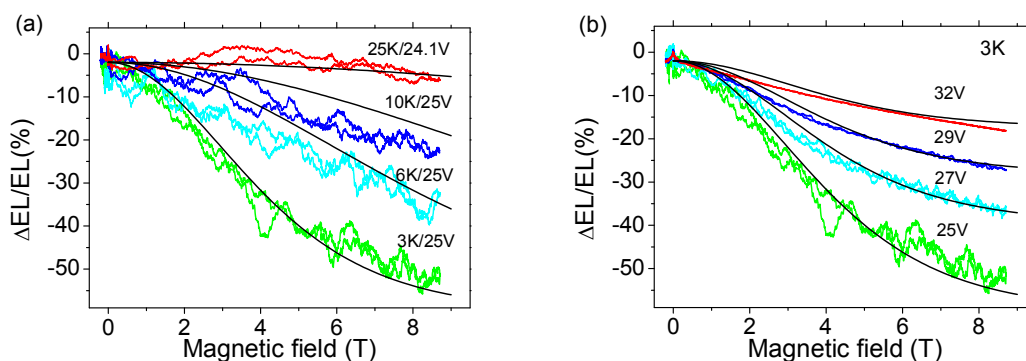 (a)
0
-10
-20
-30
-40
-50
ΔEL/EL(%)
25K/24.1V
10K/25V
6K/25V
3K/25V
0 2 4 6 8
Magnetic field (T)
(b)
0
-10
-20
-30
-40
-50
ΔEL/EL(%)
3K
32V
29V
27V
25V
0 2 4 6 8
Magnetic field (T)